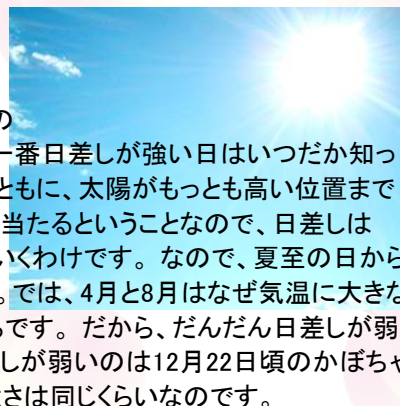 の
一番日差しが強い日はいつだか知っ
ともに、太陽がもっとも高い位置まで
当たるということなので、日差しは
いくわけです。なので、夏至の日から
。では、4月と8月はなぜ気温に大きな
らです。だから、だんだん日差しが弱
しが弱いのは12月22日頃のかぼちゃ
さは同じくらいなのです。